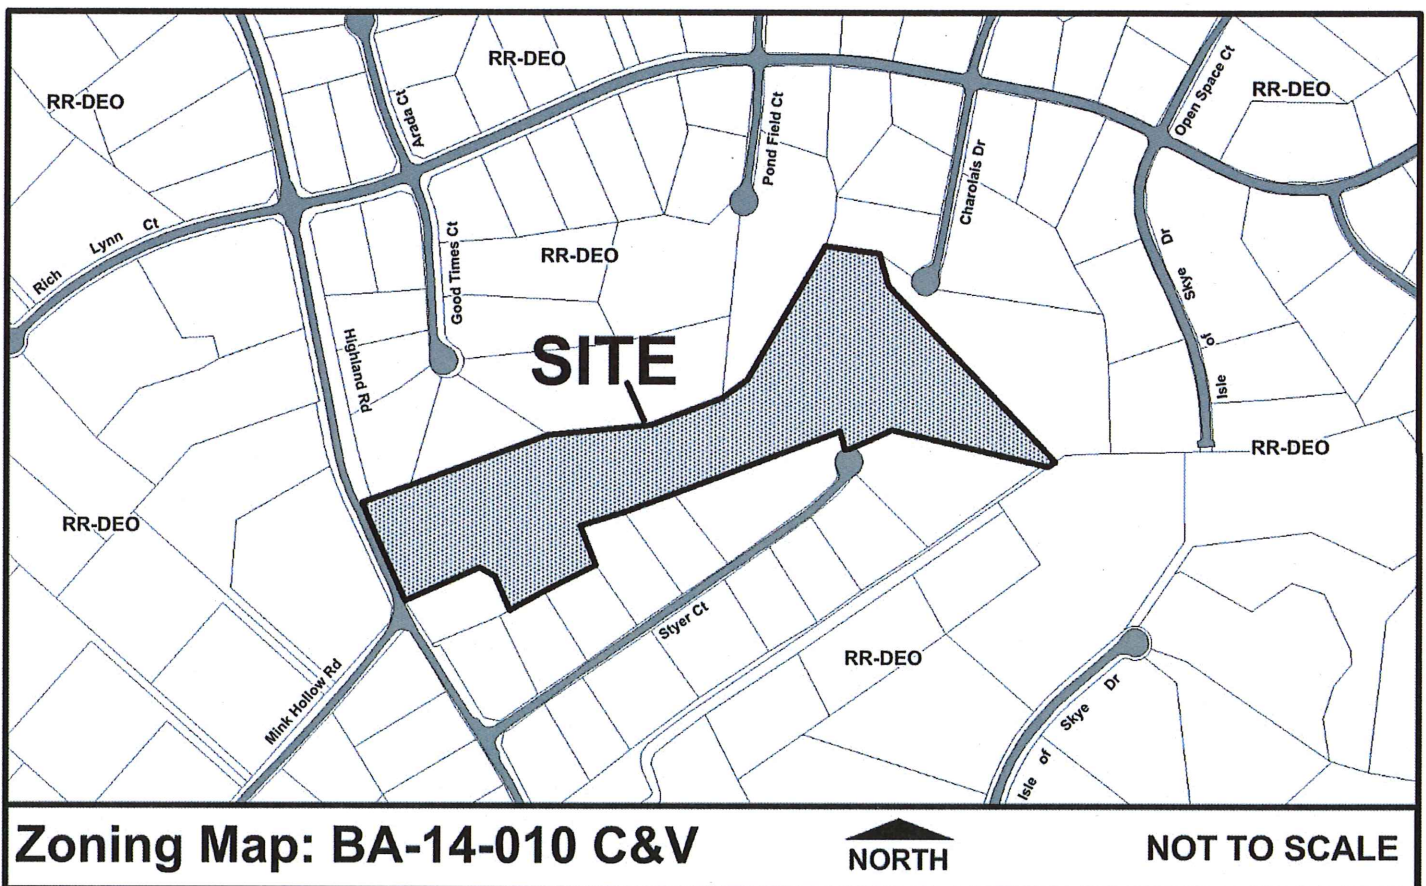 RR-DEO
RR-DEO
RR-DEO
Arada Ct
Open Space Ct
Pond Field Ct
Charolais Dr
Rich Lynn Ct
Good Times Ct
RR-DEO
Isle of Skye Dr
Highland Rd
SITE
RR-DEO
RR-DEO
Styer Ct
RR-DEO
Mink Hollow Rd
Isle of Skye Dr
Zoning Map: BA-14-010 C&V
NORTH
NOT TO SCALE